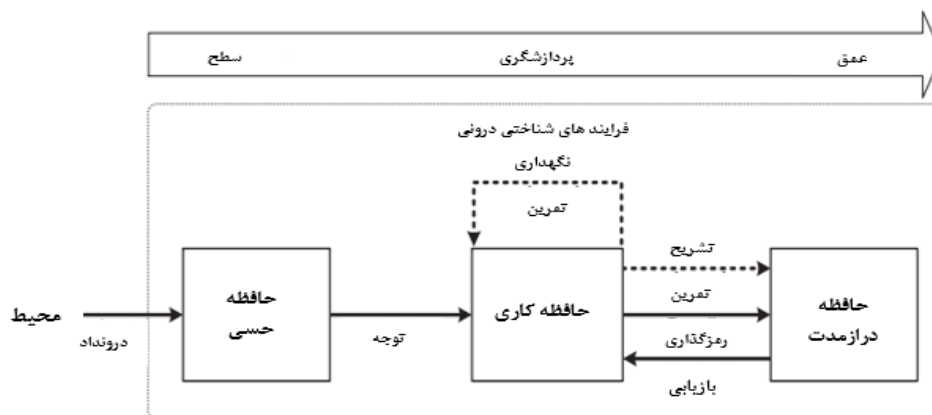 سطح
پردازشگری
عمق
فرایند های شناختی درونی
نگهداری
تمرین
محیط
درونداد
حافظه
حسی
توجه
حافظه کاری
تشریح
تمرین
رمزگذاری
بازیابی
حافظه
درازمدت